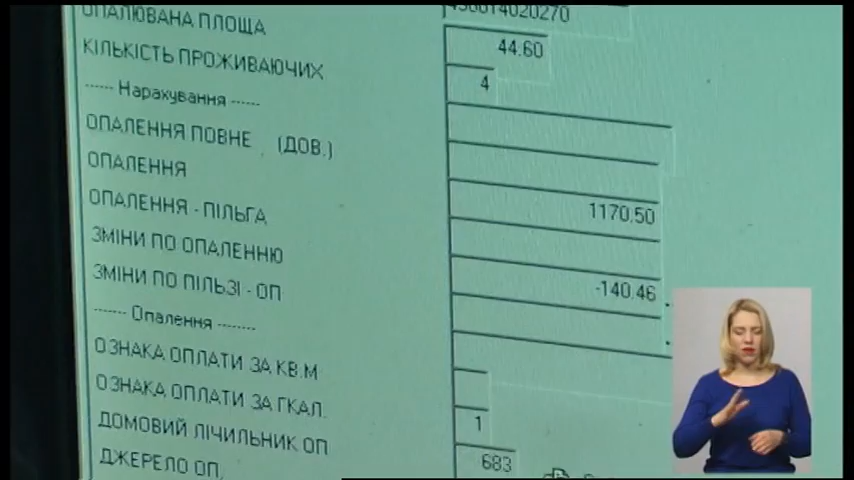 450014020270
ОПАЛЮВАНА ПЛОЩА 44.60
КІЛЬКІСТЬ ПРОЖИВАЮЧИХ 4
------ Нарахування ------
ОПАЛЕННЯ ПОВНЕ (ДОВ.)
ОПАЛЕННЯ 1170.50
ОПАЛЕННЯ - ПІЛЬГА
ЗМІНИ ПО ОПАЛЕННЮ -140.46
ЗМІНИ ПО ПІЛЬЗІ - ОП
------- Опалення --------
ОЗНАКА ОПЛАТИ ЗА КВ.М
ОЗНАКА ОПЛАТИ ЗА ГКАЛ. 1
ДОМОВИЙ ЛІЧИЛЬНИК ОП 683
ДЖЕРЕЛО ОП.